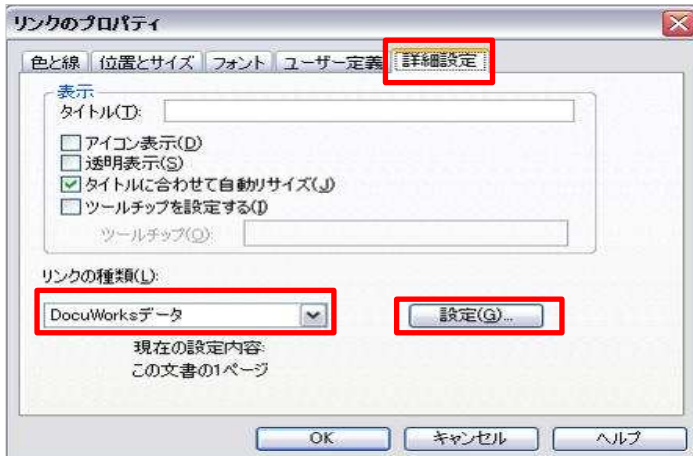 リンクのプロパティ
色と線 位置とサイズ フォント ユーザー定義 詳細設定
表示
タイトル(T):
アイコン表示(D)
透明表示(S)
タイトルに合わせて自動リサイズ(J)
ツールチップを設定する(I)
ツールチップ(O):
リンクの種類(L):
DocuWorksデータ 設定(G)...
現在の設定内容:
この文書の1ページ
OK キャンセル ヘルプ